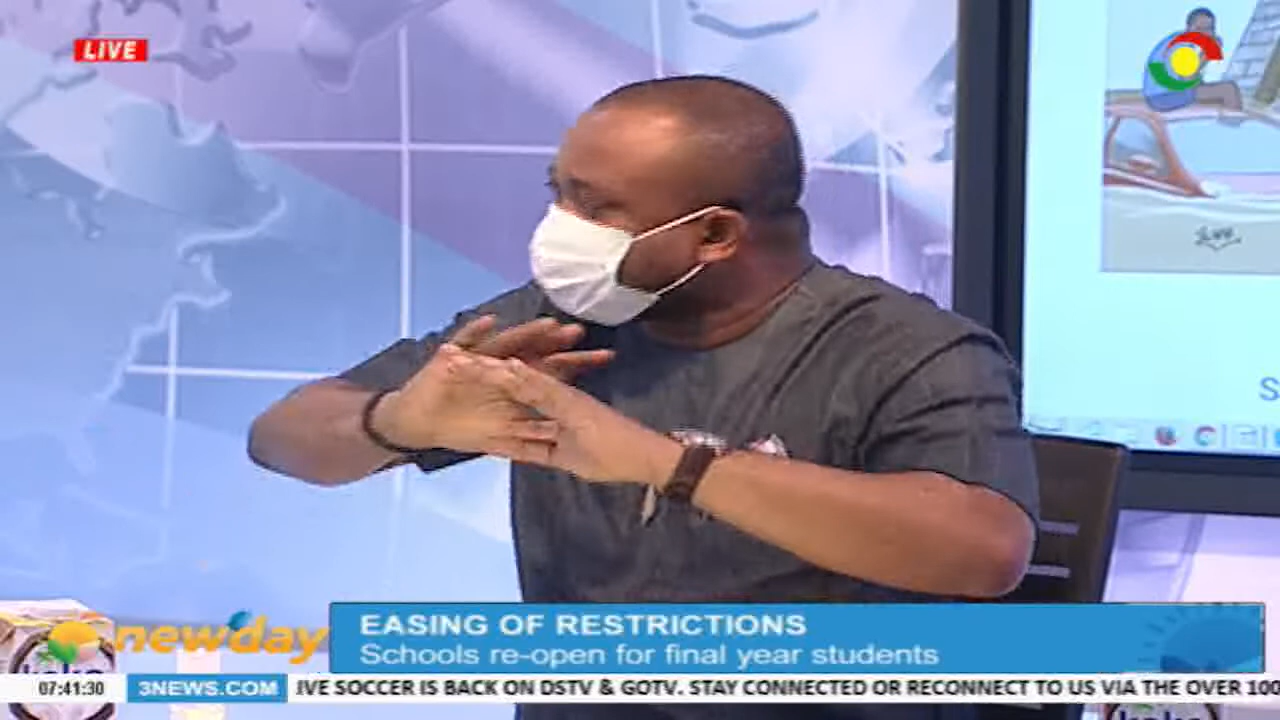 LIVE
S
newday
EASING OF RESTRICTIONS
Schools re-open for final year students
07:41:30
3NEWS.COM
IVE SOCCER IS BACK ON DSTV & GOTV. STAY CONNECTED OR RECONNECT TO US VIA THE OVER 100